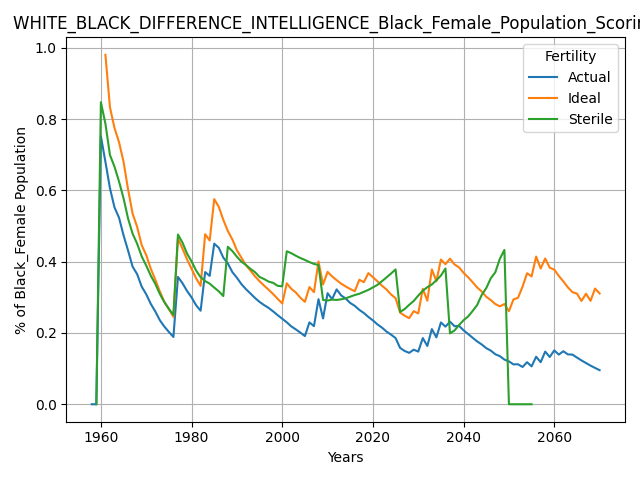 WHITE_BLACK_DIFFERENCE_INTELLIGENCE_Black_Female_Population_Scorin
Fertility
Actual
Ideal
Sterile
% of Black_Female Population
1.0
0.8
0.6
0.4
0.2
0.0
1960 1980 2000 2020 2040 2060
Years